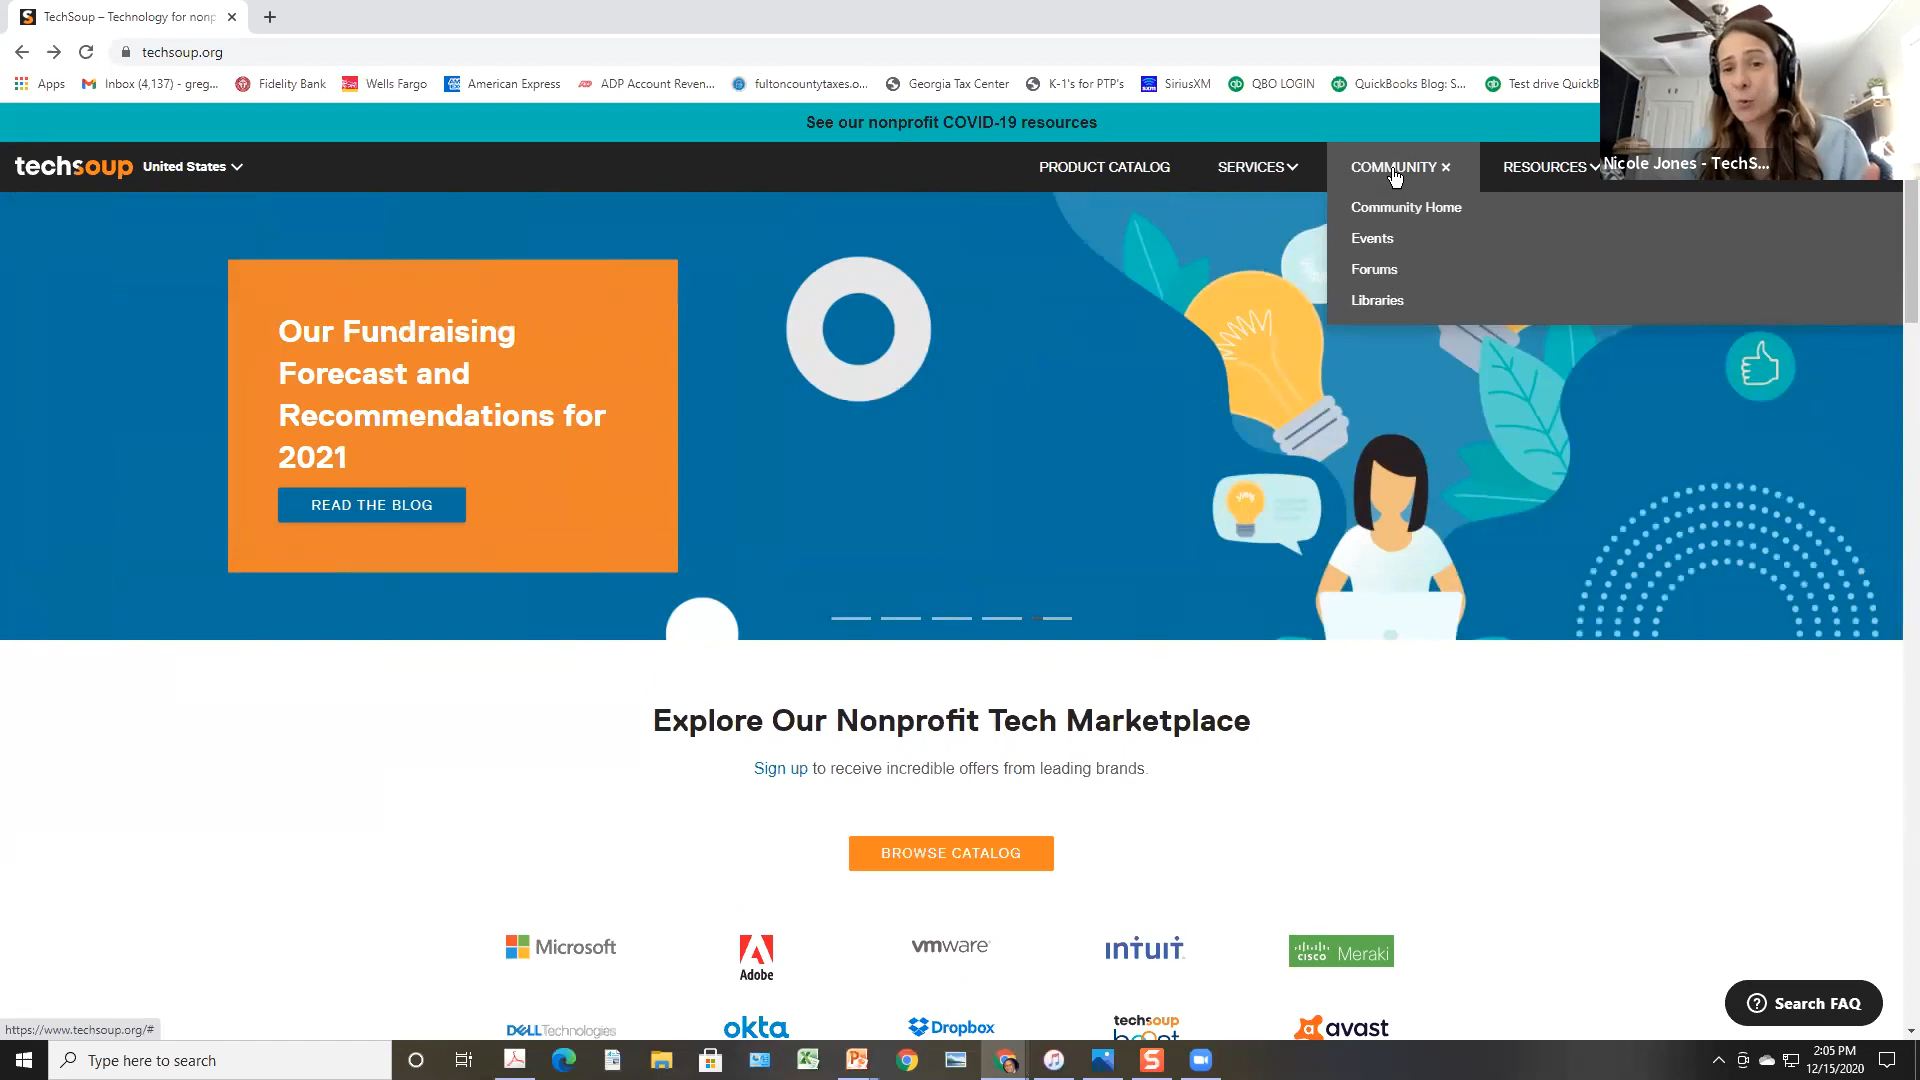 TechSoup – Technology for nonp
techsoup.org
Apps
Inbox (4,137) - greg...
Fidelity Bank
Wells Fargo
American Express
ADP Account Reven...
fultoncountytaxes.o...
Georgia Tax Center
K-1's for PTP's
SiriusXM
QBO LOGIN
QuickBooks Blog: S...
Test drive QuickB
See our nonprofit COVID-19 resources
techsoup United States
PRODUCT CATALOG
SERVICES
COMMUNITY
RESOURCES
Nicole Jones - TechS...
Community Home
Events
Forums
Libraries
Our Fundraising
Forecast and
Recommendations for
2021
READ THE BLOG
Explore Our Nonprofit Tech Marketplace
Sign up to receive incredible offers from leading brands.
BROWSE CATALOG
Microsoft
Adobe
vmware
INTUIT
CISCO Meraki
DELL Technologies
okta
Dropbox
techsoup
boost
avast
Search FAQ
https://www.techsoup.org/#
Type here to search
2:05 PM
12/15/2020